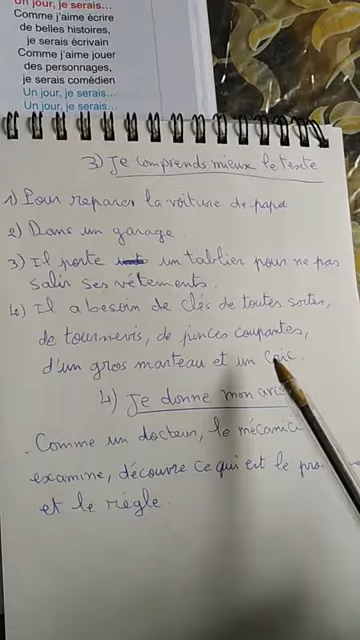 Un jour, je serais...
Comme j'aime écrire
de belles histoires,
je serais écrivain
Comme j'aime jouer
des personnages,
je serais comédien
Un jour, je serais...
Un jour, je serais...
3) Je comprends mieux le texte
1) Pour reparer la voiture de papa
2) Dans un garage.
3) Il porte un tablier pour ne pas
salir ses vêtements.
4) Il a besoin de clés de toutes sortes,
de tournevis, de pinces coupantes,
d'un gros marteau et un cric.
4) Je donne mon avis
- Comme un docteur, le mécanici
examine, découvre ce qui est le pro
et le règle.